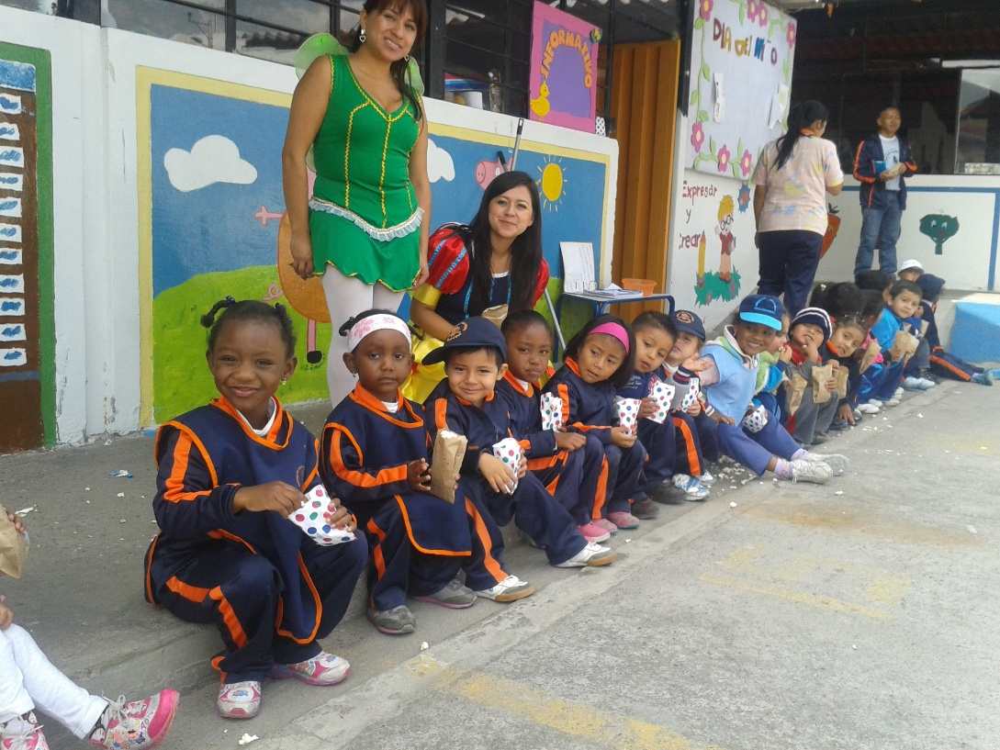 INFORMATIVO
DIA DEL NIÑO
Expresar
y
crear